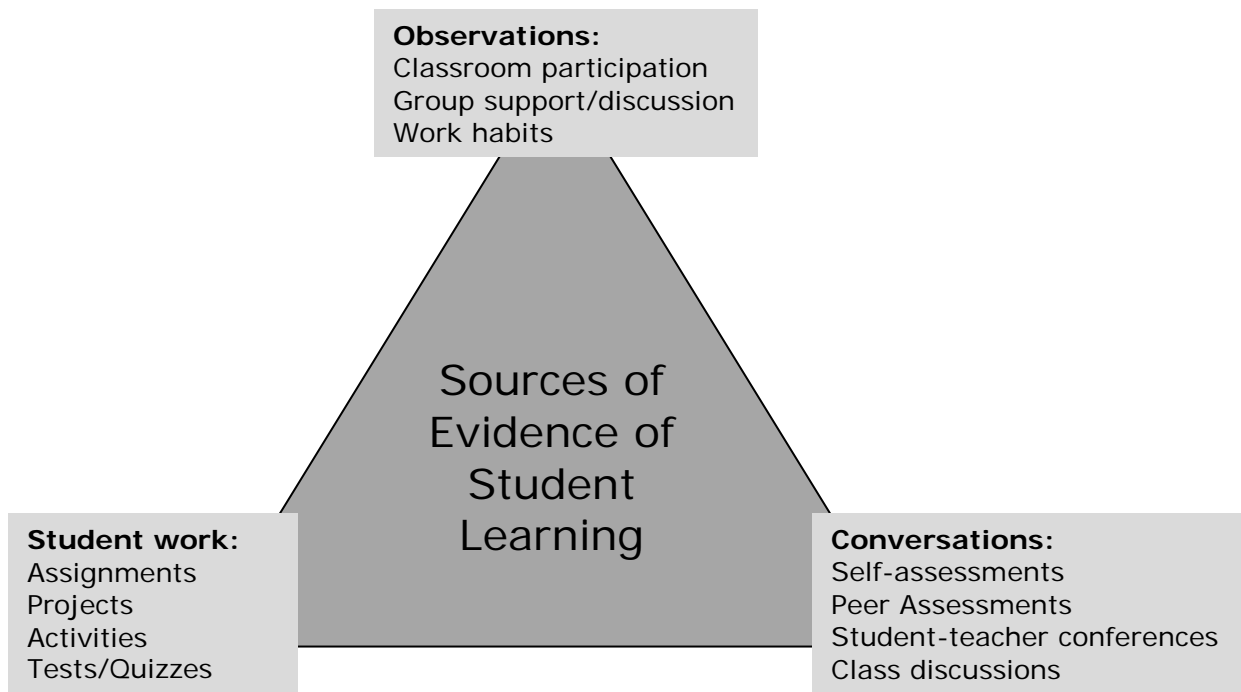 Observations:
Classroom participation
Group support/discussion
Work habits
Sources of
Evidence of
Student
Learning
Student work:
Assignments
Projects
Activities
Tests/Quizzes
Conversations:
Self-assessments
Peer Assessments
Student-teacher conferences
Class discussions